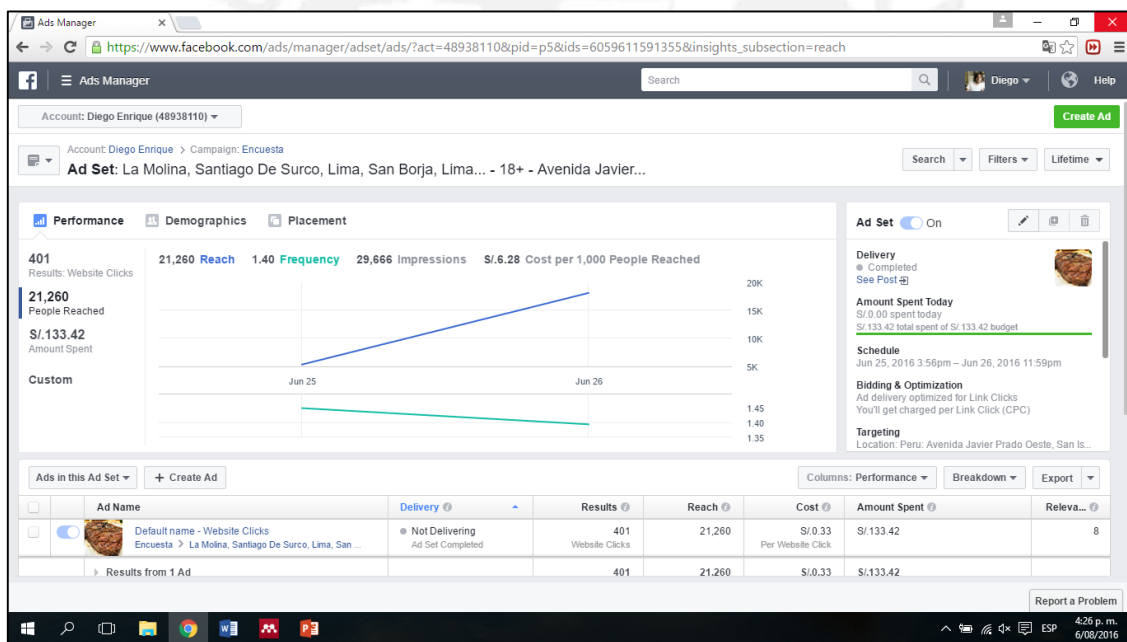 Ads Manager
https://www.facebook.com/ads/manager/adset/ads/?act=48938110&pid=p5&ids=6059611591355&insights_subsection=reach
Ads Manager
Search
Diego
Help
Account: Diego Enrique (48938110)
Create Ad
Account: Diego Enrique > Campaign: Encuesta
Ad Set: La Molina, Santiago De Surco, Lima, San Borja, Lima... - 18+ - Avenida Javier...
Search
Filters
Lifetime
Performance
Demographics
Placement
401
Results: Website Clicks
21,260
People Reached
S/.133.42
Amount Spent
Custom
21,260 Reach 1.40 Frequency 29,666 Impressions S/.6.28 Cost per 1,000 People Reached
20K
15K
10K
5K
Jun 25 Jun 26
1.45
1.40
1.35
Ad Set On
Delivery
Completed
See Post
Amount Spent Today
S/.0.00 spent today
S/.133.42 total spent of S/.133.42 budget
Schedule
Jun 25, 2016 3:56pm – Jun 26, 2016 11:59pm
Bidding & Optimization
Ad delivery optimized for Link Clicks
You'll get charged per Link Click (CPC)
Targeting
Location: Peru: Avenida Javier Prado Oeste, San Is...
Ads in this Ad Set
+ Create Ad
Columns: Performance
Breakdown
Export
Ad Name Delivery Results Reach Cost Amount Spent Releva...
Default name - Website Clicks Not Delivering 401 21,260 S/.0.33 S/.133.42 8
Encuesta > La Molina, Santiago De Surco, Lima, San ... Ad Set Completed Website Clicks Per Website Click
Results from 1 Ad 401 21,260 S/.0.33 S/.133.42
Report a Problem
ESP
4:26 p. m.
6/08/2016